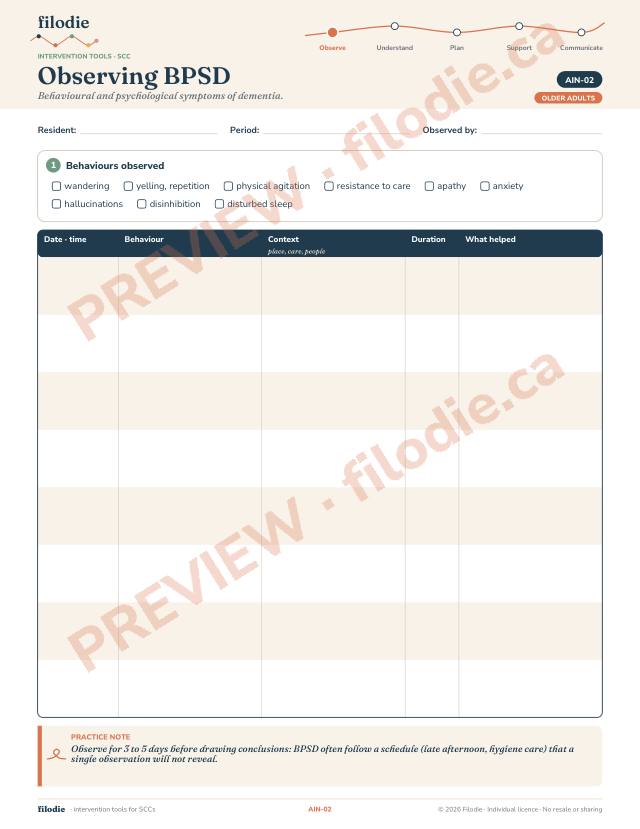 filodie
INTERVENTION TOOLS · SCC
Observe Understand Plan Support Communicate
Observing BPSD
Behavioural and psychological symptoms of dementia.
AIN-02
OLDER ADULTS
Resident: Period: Observed by:
1 Behaviours observed
wandering yelling, repetition physical agitation resistance to care apathy anxiety
hallucinations disinhibition disturbed sleep
Date · time Behaviour Context Duration What helped
place, care, people
PREVIEW · filodie.ca
PREVIEW · filodie.ca
PRACTICE NOTE
Observe for 3 to 5 days before drawing conclusions: BPSD often follow a schedule (late afternoon, hygiene care) that a
single observation will not reveal.
filodie · intervention tools for SCCs AIN-02 © 2026 Filodie · Individual licence · No resale or sharing